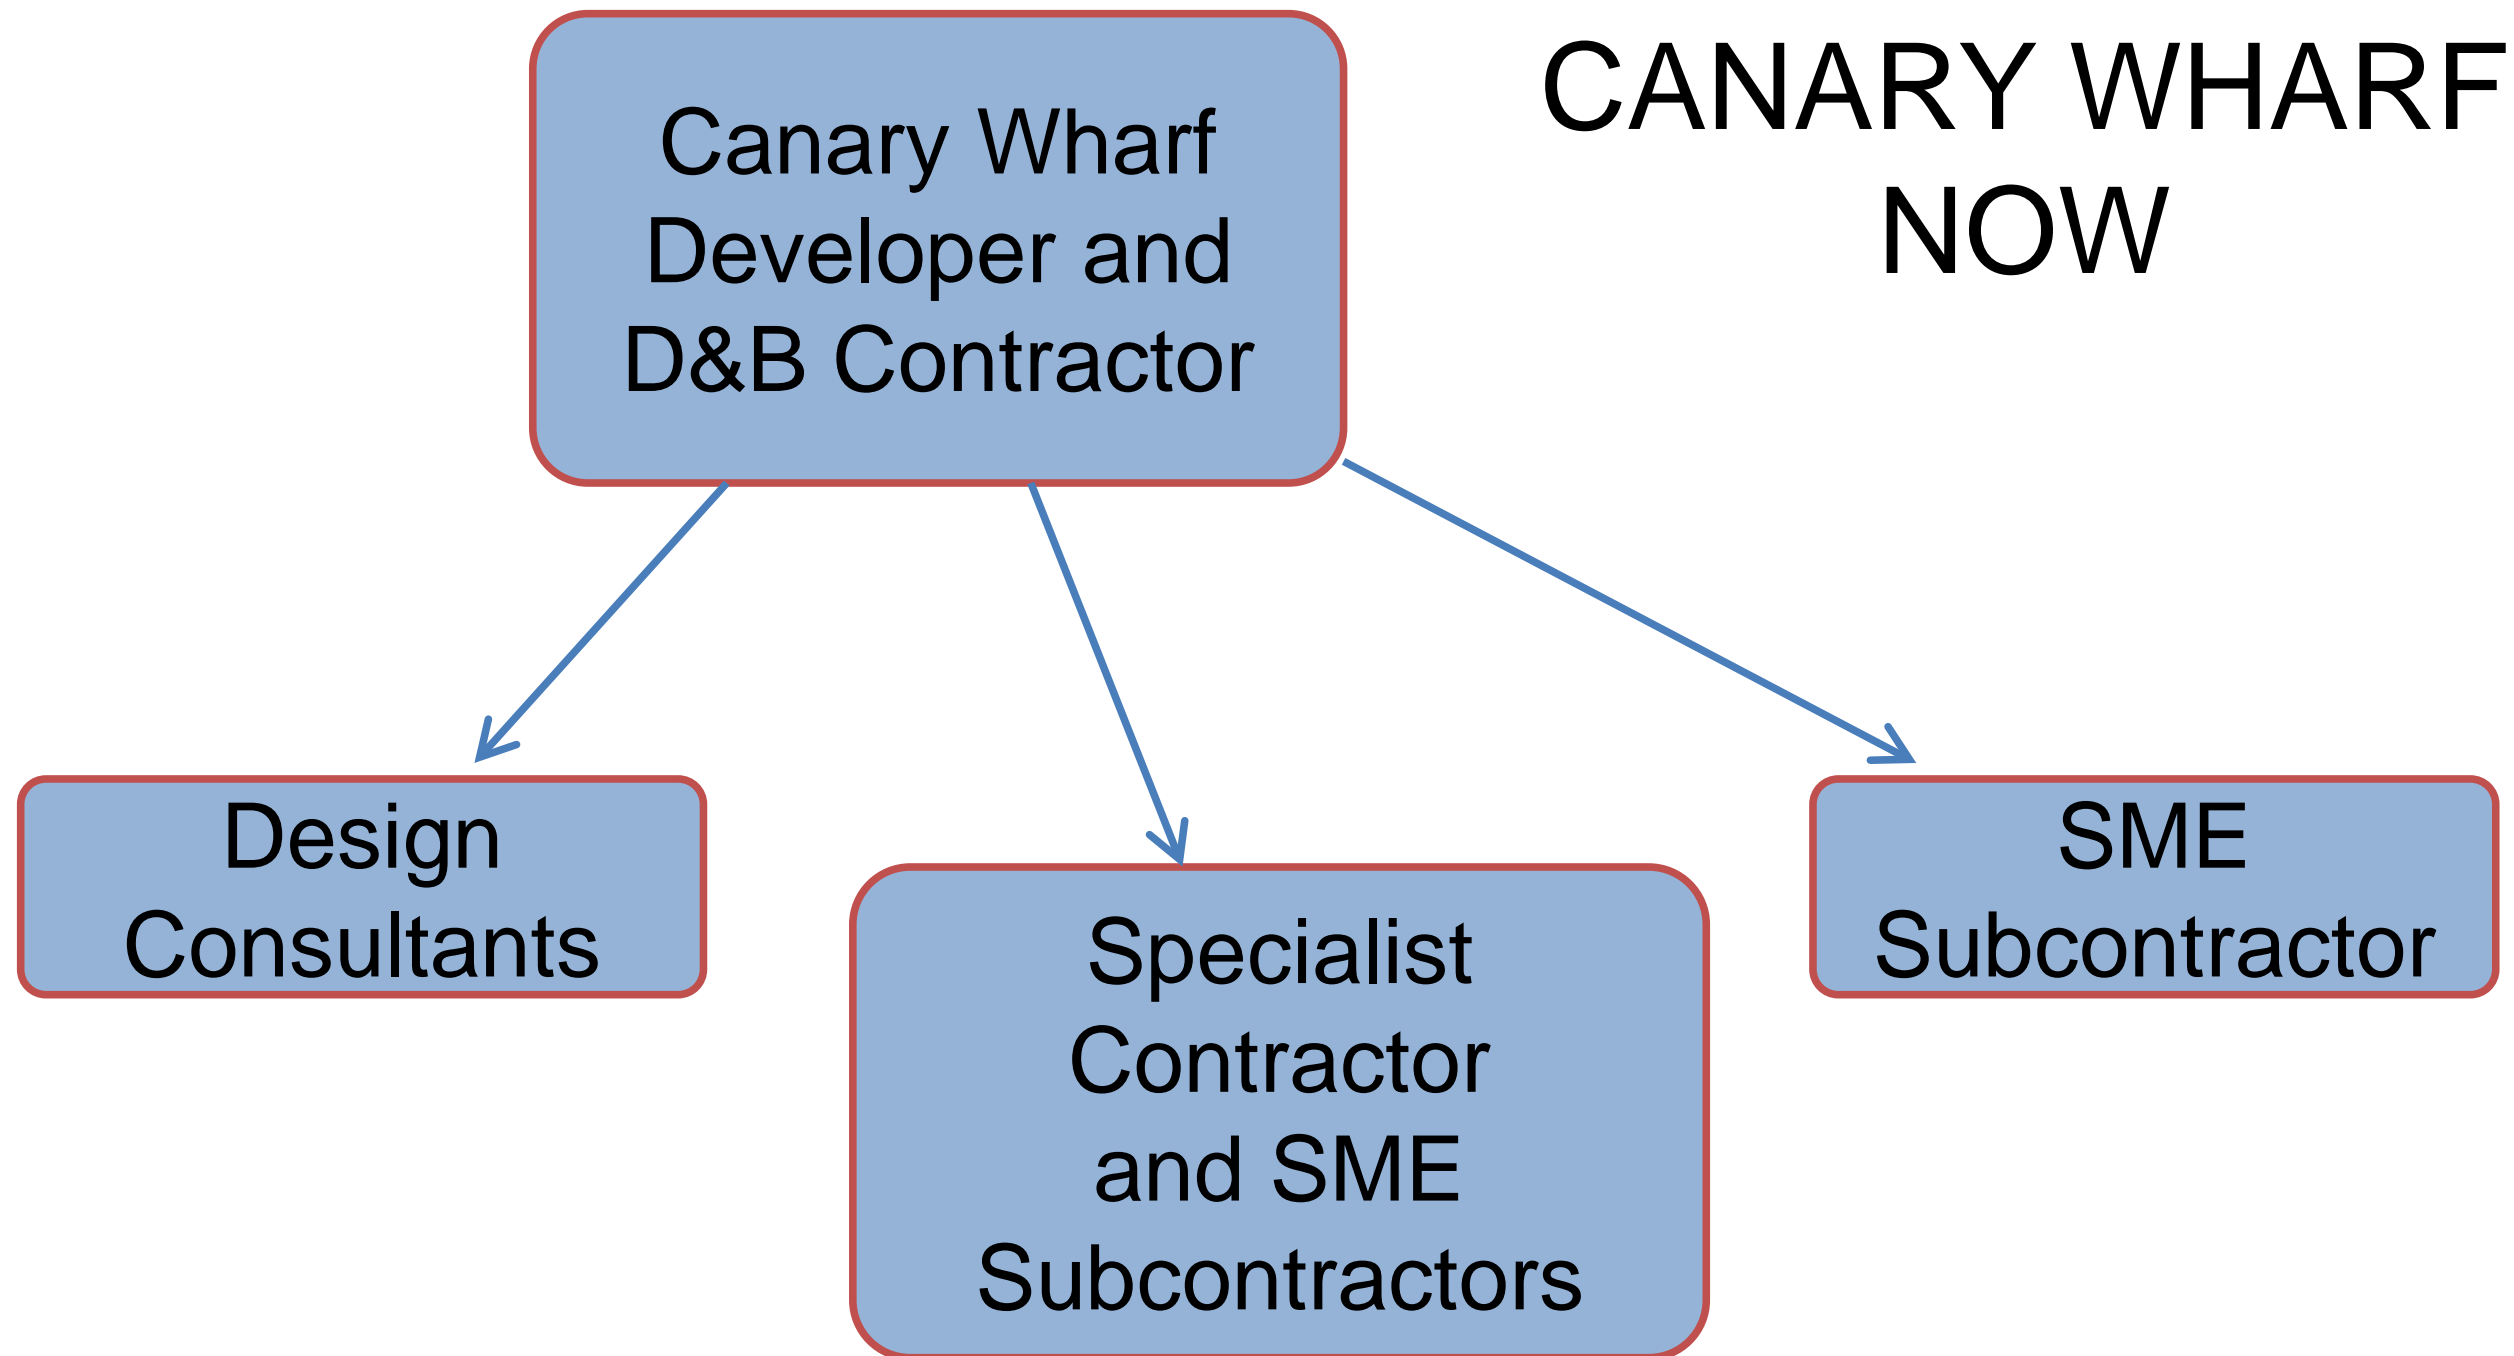 CANARY WHARF
NOW
Canary Wharf
Developer and
D&B Contractor
Design
Consultants
Specialist
Contractor
and SME
Subcontractors
SME
Subcontractor